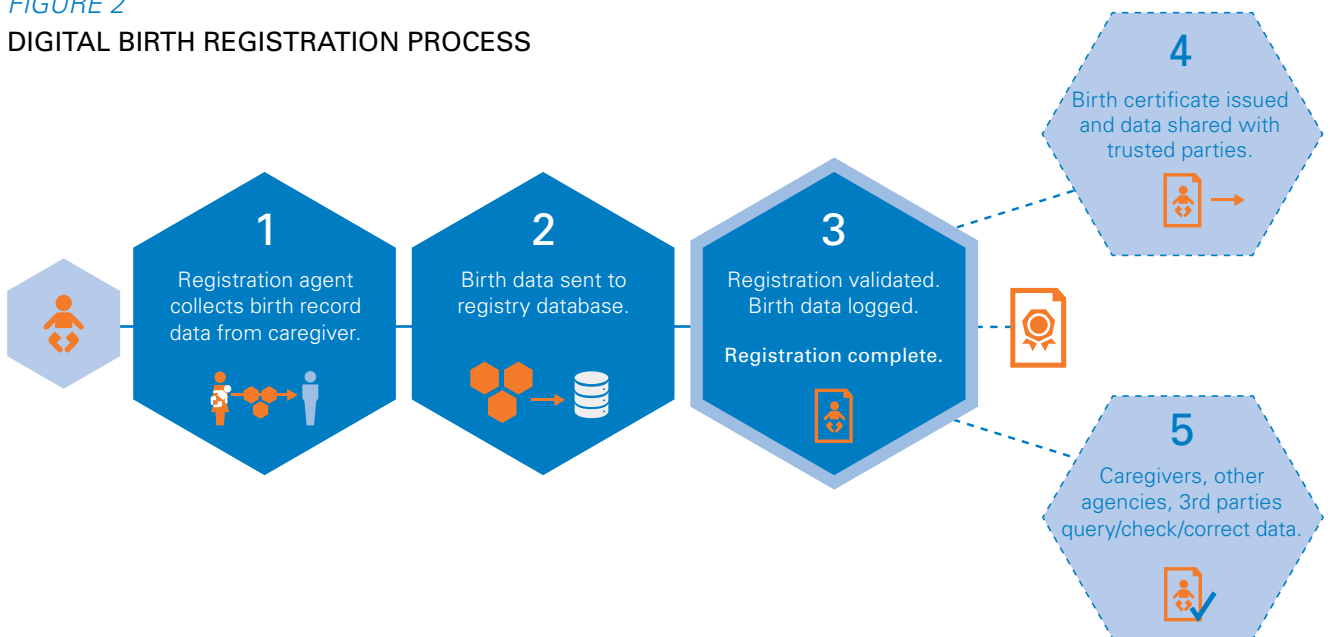 FIGURE 2
DIGITAL BIRTH REGISTRATION PROCESS
1
Registration agent
collects birth record
data from caregiver.
2
Birth data sent to
registry database.
3
Registration validated.
Birth data logged.
Registration complete.
4
Birth certificate issued
and data shared with
trusted parties.
5
Caregivers, other
agencies, 3rd parties
query/check/correct data.